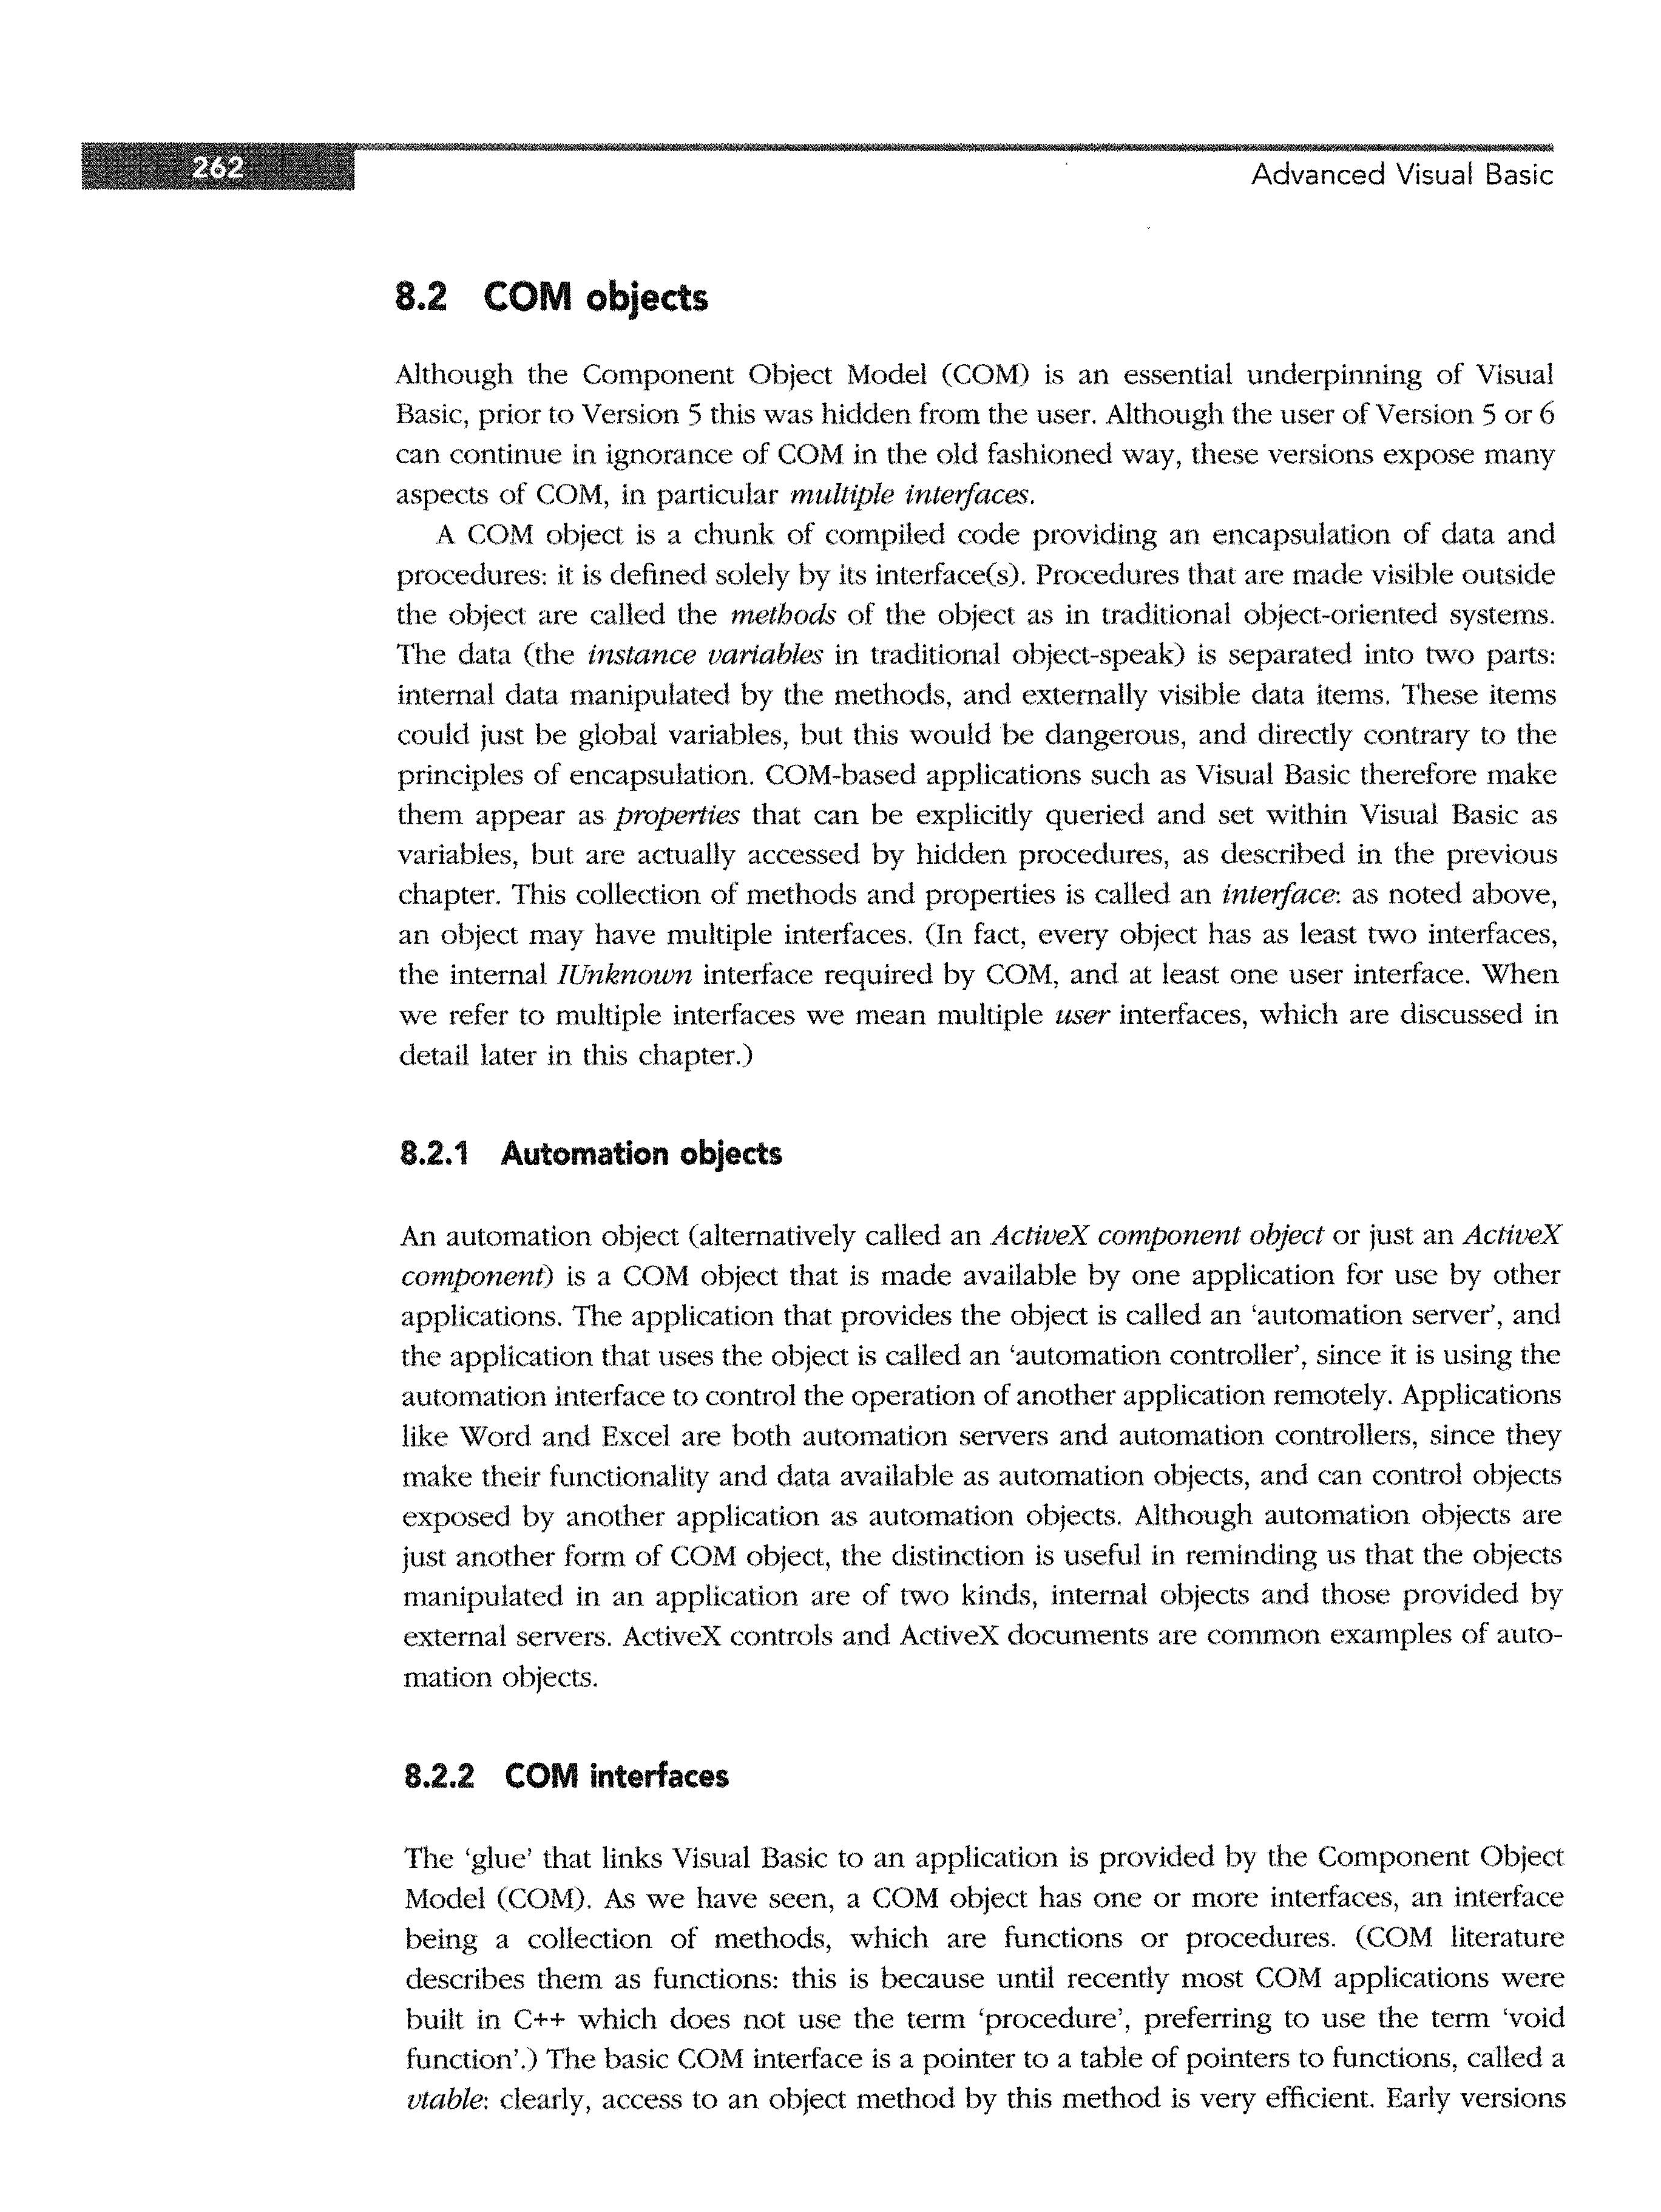 262
Advanced Visual Basic
8.2 COM objects
Although the Component Object Model (COM) is an essential underpinning of Visual
Basic, prior to Version 5 this was hidden from the user. Although the user of Version 5 or 6
can continue in ignorance of COM in the old fashioned way, these versions expose many
aspects of COM, in particular multiple interfaces.
A COM object is a chunk of compiled code providing an encapsulation of data and
procedures: it is defined solely by its interface(s). Procedures that are made visible outside
the object are called the methods of the object as in traditional object-oriented systems.
The data (the instance variables in traditional object-speak) is separated into two parts:
internal data manipulated by the methods, and externally visible data items. These items
could just be global variables, but this would be dangerous, and directly contrary to the
principles of encapsulation. COM-based applications such as Visual Basic therefore make
them appear as properties that can be explicitly queried and set within Visual Basic as
variables, but are actually accessed by hidden procedures, as described in the previous
chapter. This collection of methods and properties is called an interface: as noted above,
an object may have multiple interfaces. (In fact, every object has as least two interfaces,
the internal IUnknown interface required by COM, and at least one user interface. When
we refer to multiple interfaces we mean multiple user interfaces, which are discussed in
detail later in this chapter.)
8.2.1 Automation objects
An automation object (alternatively called an ActiveX component object or just an ActiveX
component) is a COM object that is made available by one application for use by other
applications. The application that provides the object is called an ‘automation server’, and
the application that uses the object is called an ‘automation controller’, since it is using the
automation interface to control the operation of another application remotely. Applications
like Word and Excel are both automation servers and automation controllers, since they
make their functionality and data available as automation objects, and can control objects
exposed by another application as automation objects. Although automation objects are
just another form of COM object, the distinction is useful in reminding us that the objects
manipulated in an application are of two kinds, internal objects and those provided by
external servers. ActiveX controls and ActiveX documents are common examples of auto-
mation objects.
8.2.2 COM interfaces
The ‘glue’ that links Visual Basic to an application is provided by the Component Object
Model (COM). As we have seen, a COM object has one or more interfaces, an interface
being a collection of methods, which are functions or procedures. (COM literature
describes them as functions: this is because until recently most COM applications were
built in C++ which does not use the term ‘procedure’, preferring to use the term ‘void
function’.) The basic COM interface is a pointer to a table of pointers to functions, called a
vtable: clearly, access to an object method by this method is very efficient. Early versions